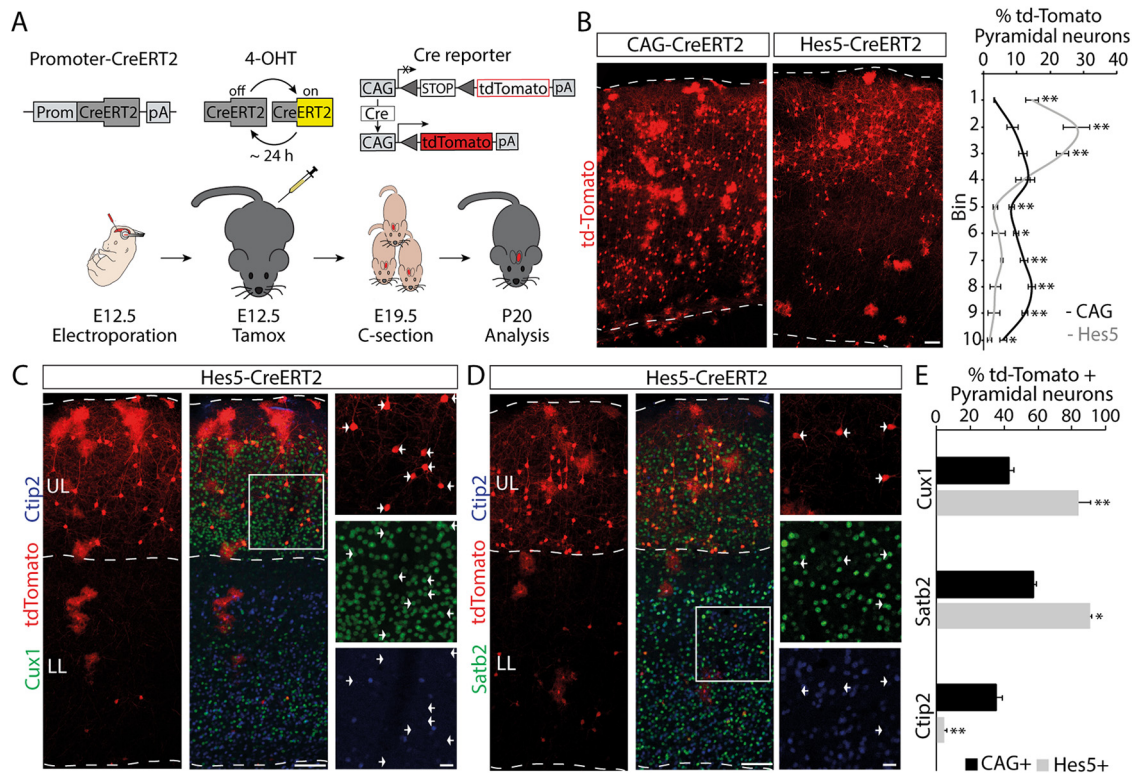 A
Promoter-CreERT2
4-OHT
Cre reporter
Prom CreERT2 pA
off
on
CreERT2 CreERT2
~ 24 h
CAG STOP tdTomato pA
Cre
CAG tdTomato pA
E12.5
Electroporation
E12.5
Tamox
E19.5
C-section
P20
Analysis
B
CAG-CreERT2
Hes5-CreERT2
td-Tomato
% td-Tomato
Pyramidal neurons
0 10 20 30 40
Bin
1 **
2 **
3 **
4
5 **
6 *
7 **
8 **
9 **
10 *
- CAG
- Hes5
C
Hes5-CreERT2
Cux1 tdTomato Ctip2
UL
LL
D
Hes5-CreERT2
Satb2 tdTomato Ctip2
UL
LL
E
% td-Tomato +
Pyramidal neurons
0 20 40 60 80 100
Cux1
**
Satb2
*
Ctip2
**
CAG+ Hes5+